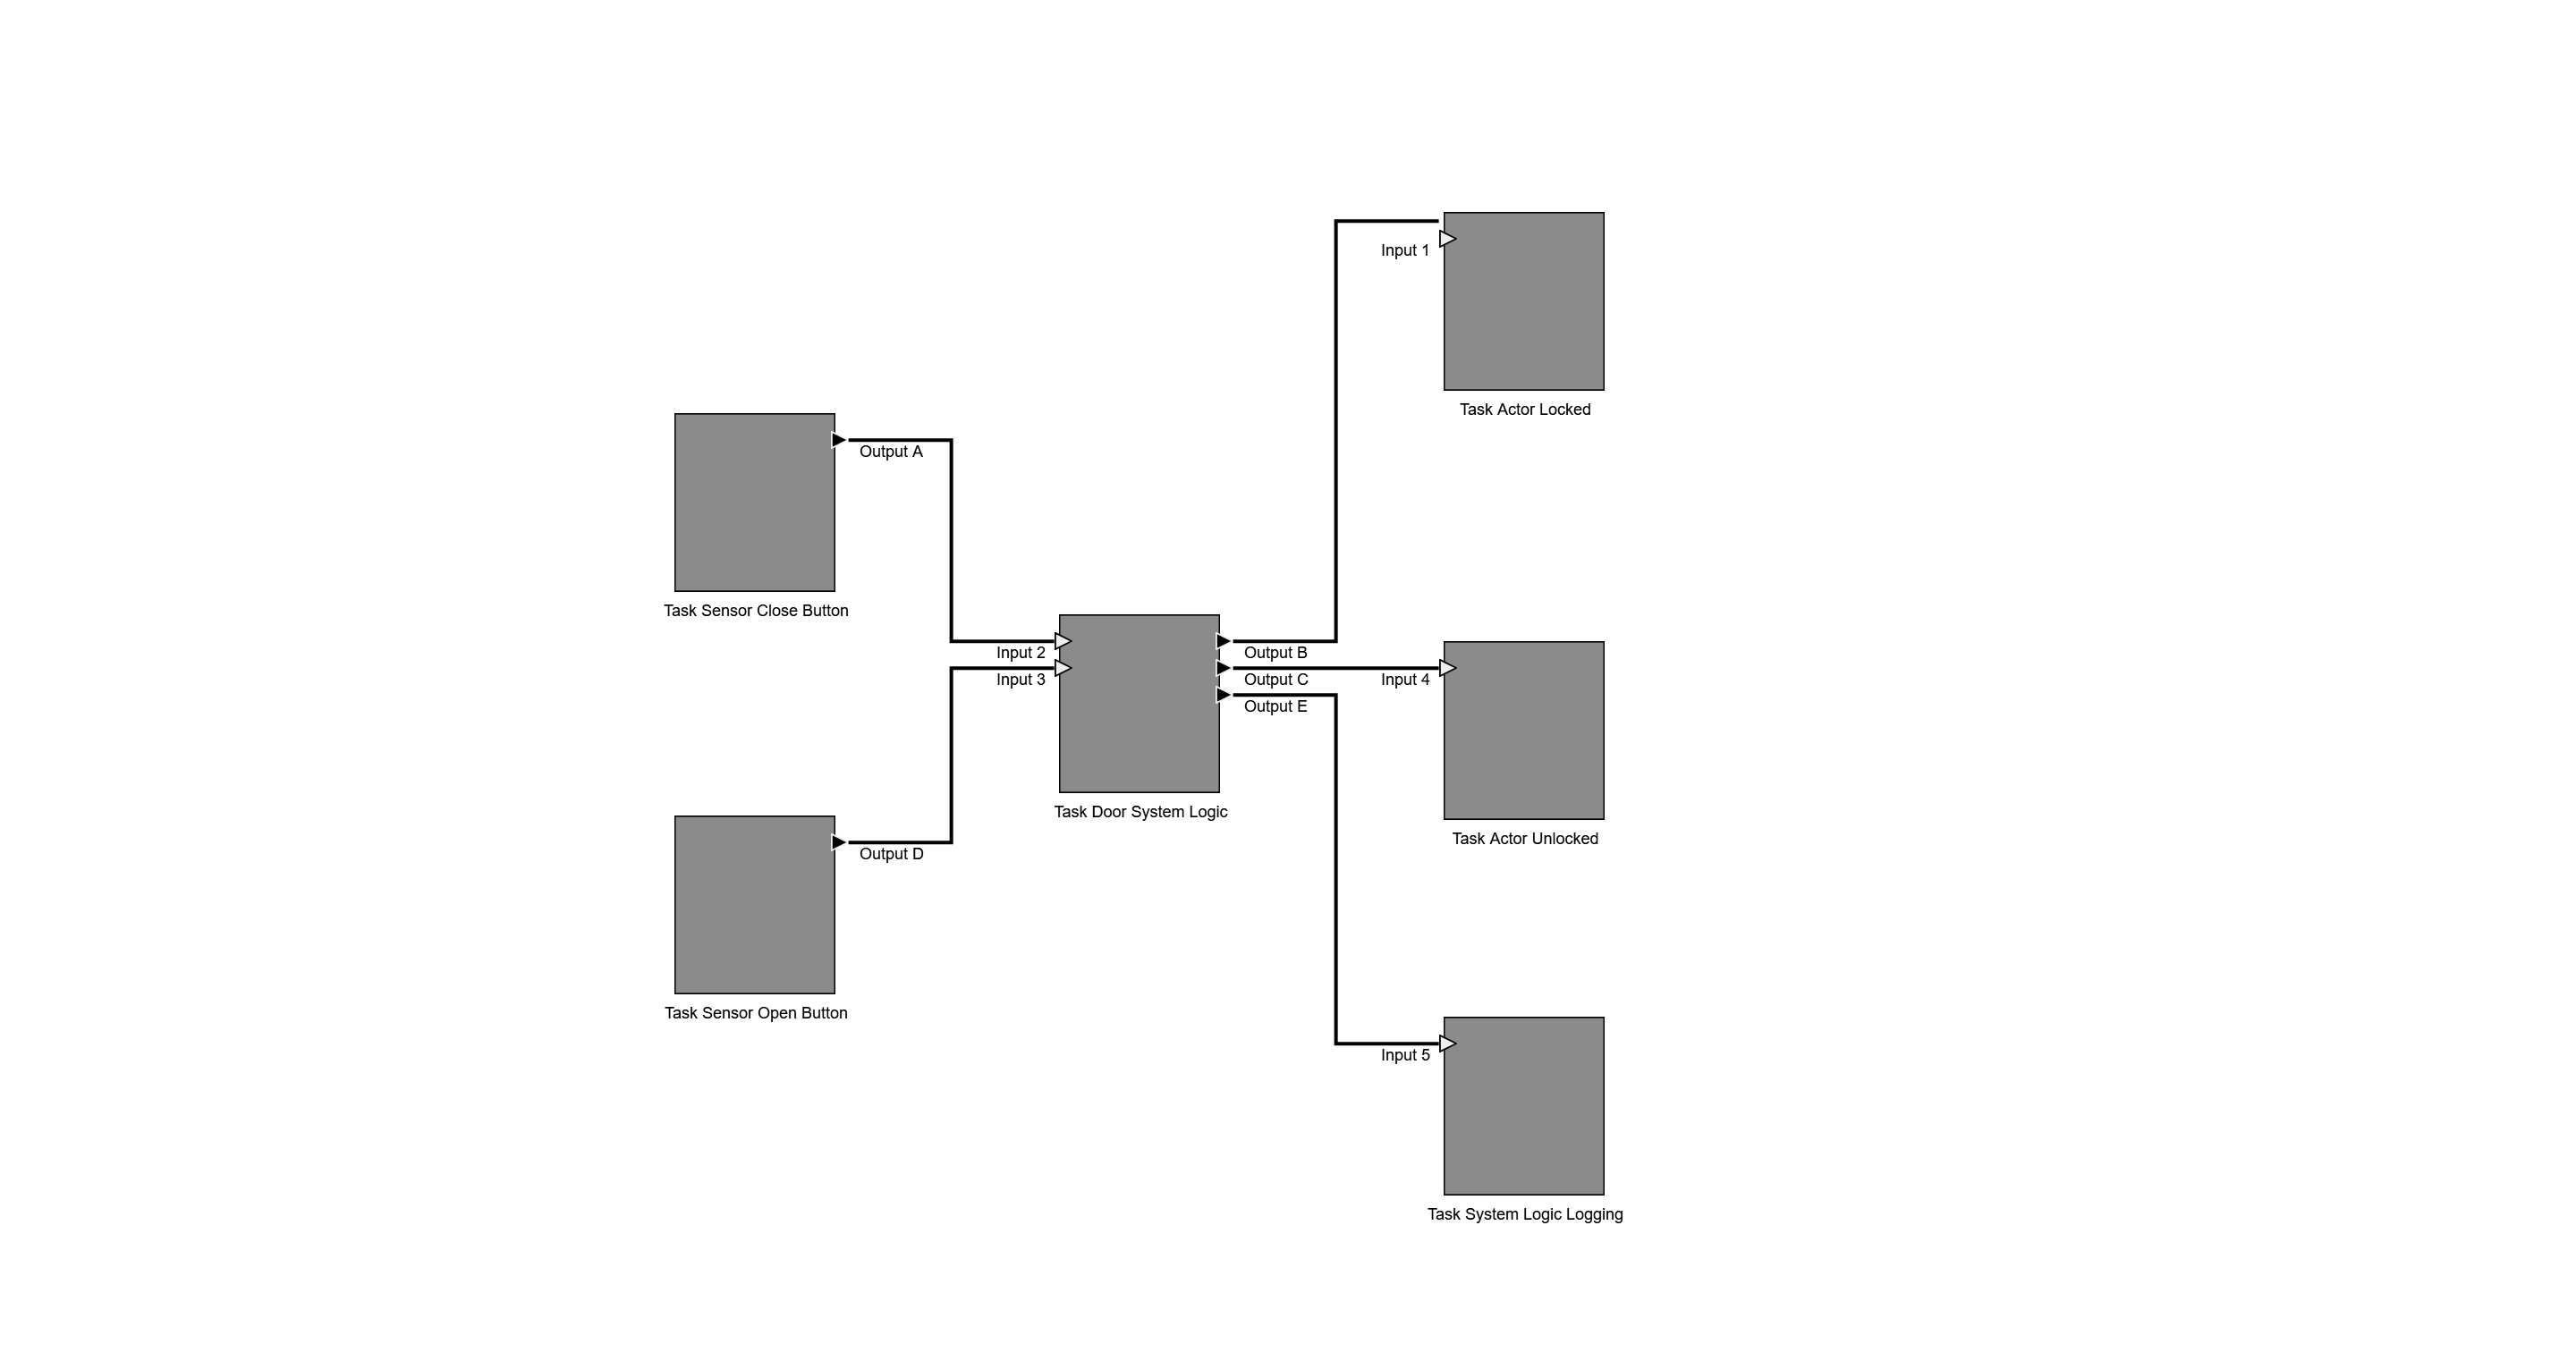 Input 1
Task Actor Locked
Output A
Task Sensor Close Button
Input 2
Output B
Input 3
Output C
Input 4
Output E
Task Door System Logic
Task Actor Unlocked
Output D
Task Sensor Open Button
Input 5
Task System Logic Logging